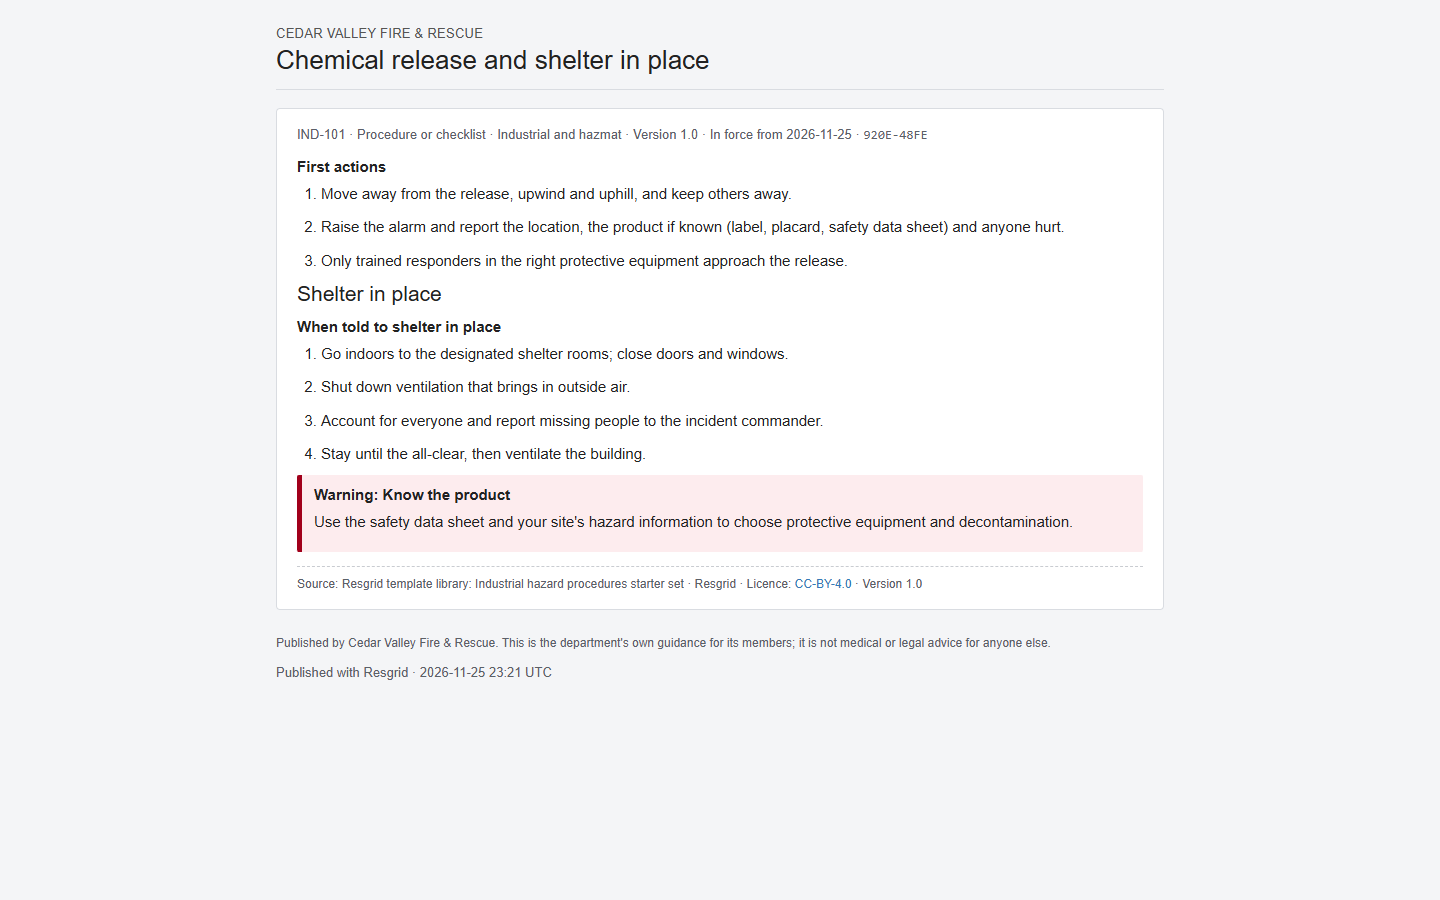 CEDAR VALLEY FIRE & RESCUE
Chemical release and shelter in place
IND-101 · Procedure or checklist · Industrial and hazmat · Version 1.0 · In force from 2026-11-25 · 920E-48FE
First actions
1. Move away from the release, upwind and uphill, and keep others away.
2. Raise the alarm and report the location, the product if known (label, placard, safety data sheet) and anyone hurt.
3. Only trained responders in the right protective equipment approach the release.
Shelter in place
When told to shelter in place
1. Go indoors to the designated shelter rooms; close doors and windows.
2. Shut down ventilation that brings in outside air.
3. Account for everyone and report missing people to the incident commander.
4. Stay until the all-clear, then ventilate the building.
Warning: Know the product
Use the safety data sheet and your site's hazard information to choose protective equipment and decontamination.
Source: Resgrid template library: Industrial hazard procedures starter set · Resgrid · Licence: CC-BY-4.0 · Version 1.0
Published by Cedar Valley Fire & Rescue. This is the department's own guidance for its members; it is not medical or legal advice for anyone else.
Published with Resgrid · 2026-11-25 23:21 UTC